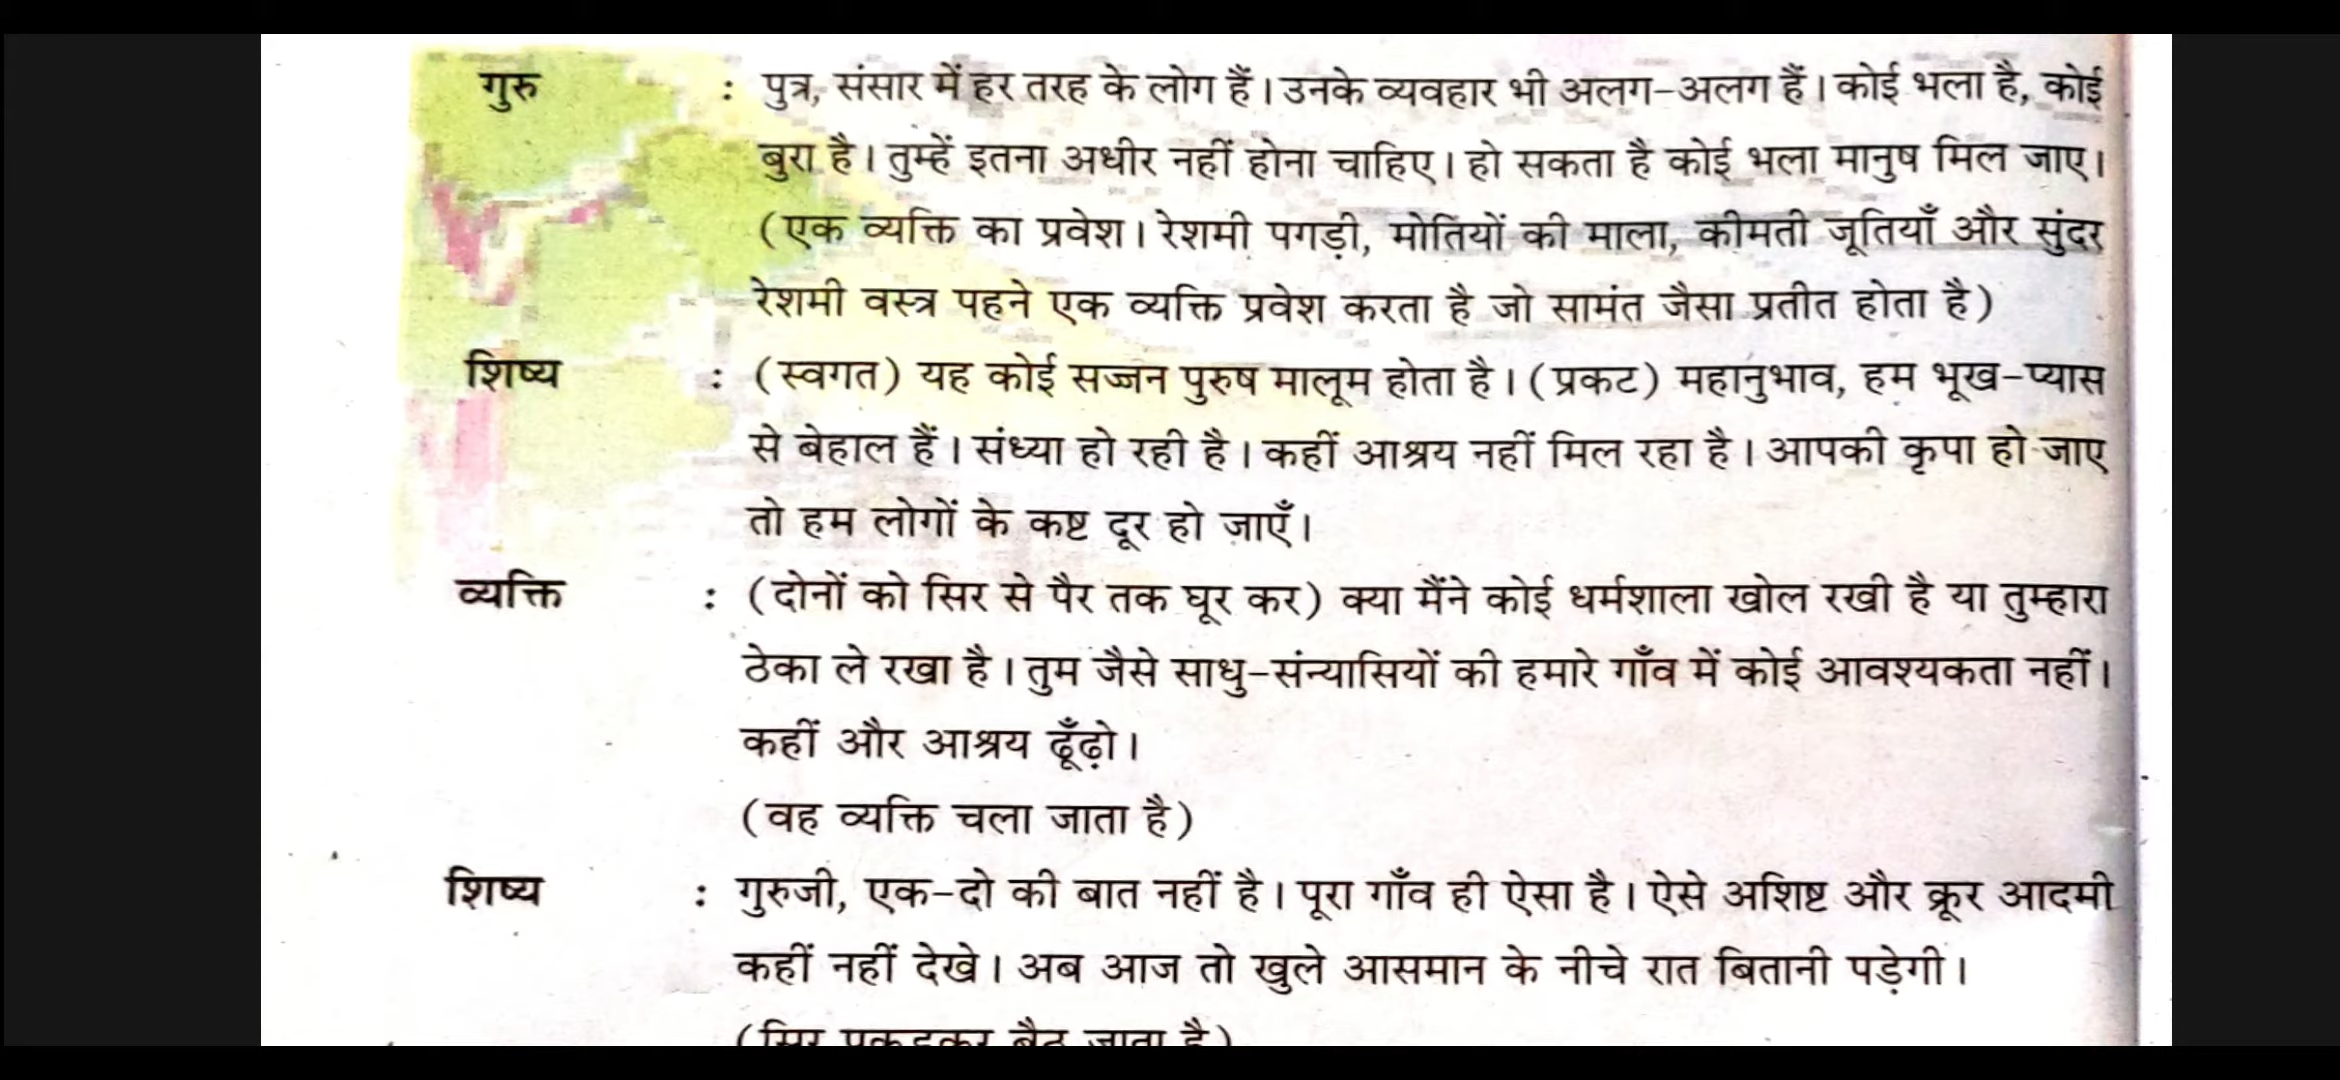 गुरु : पुत्र, संसार में हर तरह के लोग हैं। उनके व्यवहार भी अलग-अलग हैं। कोई भला है, कोई
बुरा है। तुम्हें इतना अधीर नहीं होना चाहिए। हो सकता है कोई भला मानुष मिल जाए।
(एक व्यक्ति का प्रवेश। रेशमी पगड़ी, मोतियों की माला, कीमती जूतियाँ और सुंदर
रेशमी वस्त्र पहने एक व्यक्ति प्रवेश करता है जो सामंत जैसा प्रतीत होता है)
शिष्य : (स्वगत) यह कोई सज्जन पुरुष मालूम होता है। (प्रकट) महानुभाव, हम भूख-प्यास
से बेहाल हैं। संध्या हो रही है। कहीं आश्रय नहीं मिल रहा है। आपकी कृपा हो जाए
तो हम लोगों के कष्ट दूर हो जाएँ।
व्यक्ति : (दोनों को सिर से पैर तक घूर कर) क्या मैंने कोई धर्मशाला खोल रखी है या तुम्हारा
ठेका ले रखा है। तुम जैसे साधु-संन्यासियों की हमारे गाँव में कोई आवश्यकता नहीं।
कहीं और आश्रय ढूँढ़ो।
(वह व्यक्ति चला जाता है)
शिष्य : गुरुजी, एक-दो की बात नहीं है। पूरा गाँव ही ऐसा है। ऐसे अशिष्ट और क्रूर आदमी
कहीं नहीं देखे। अब आज तो खुले आसमान के नीचे रात बितानी पड़ेगी।
(सिर पकड़कर बैठ जाता है)